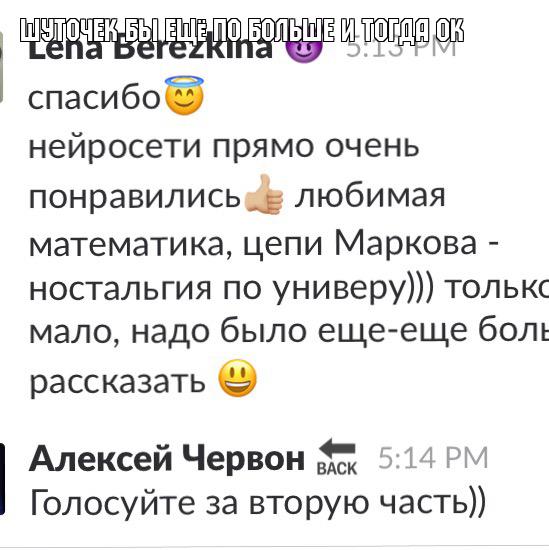 ШУТОЧЕК БЫ ЕЩЁ ПО БОЛЬШЕ И ТОГДА ОК
Lena Berezkina 😈 5:13 PM
спасибо😇
нейросети прямо очень
понравились👍🏼 любимая
математика, цепи Маркова -
ностальгия по универу))) только
мало, надо было еще-еще боль
рассказать 😃
Алексей Червон 🔙 5:14 PM
Голосуйте за вторую часть))